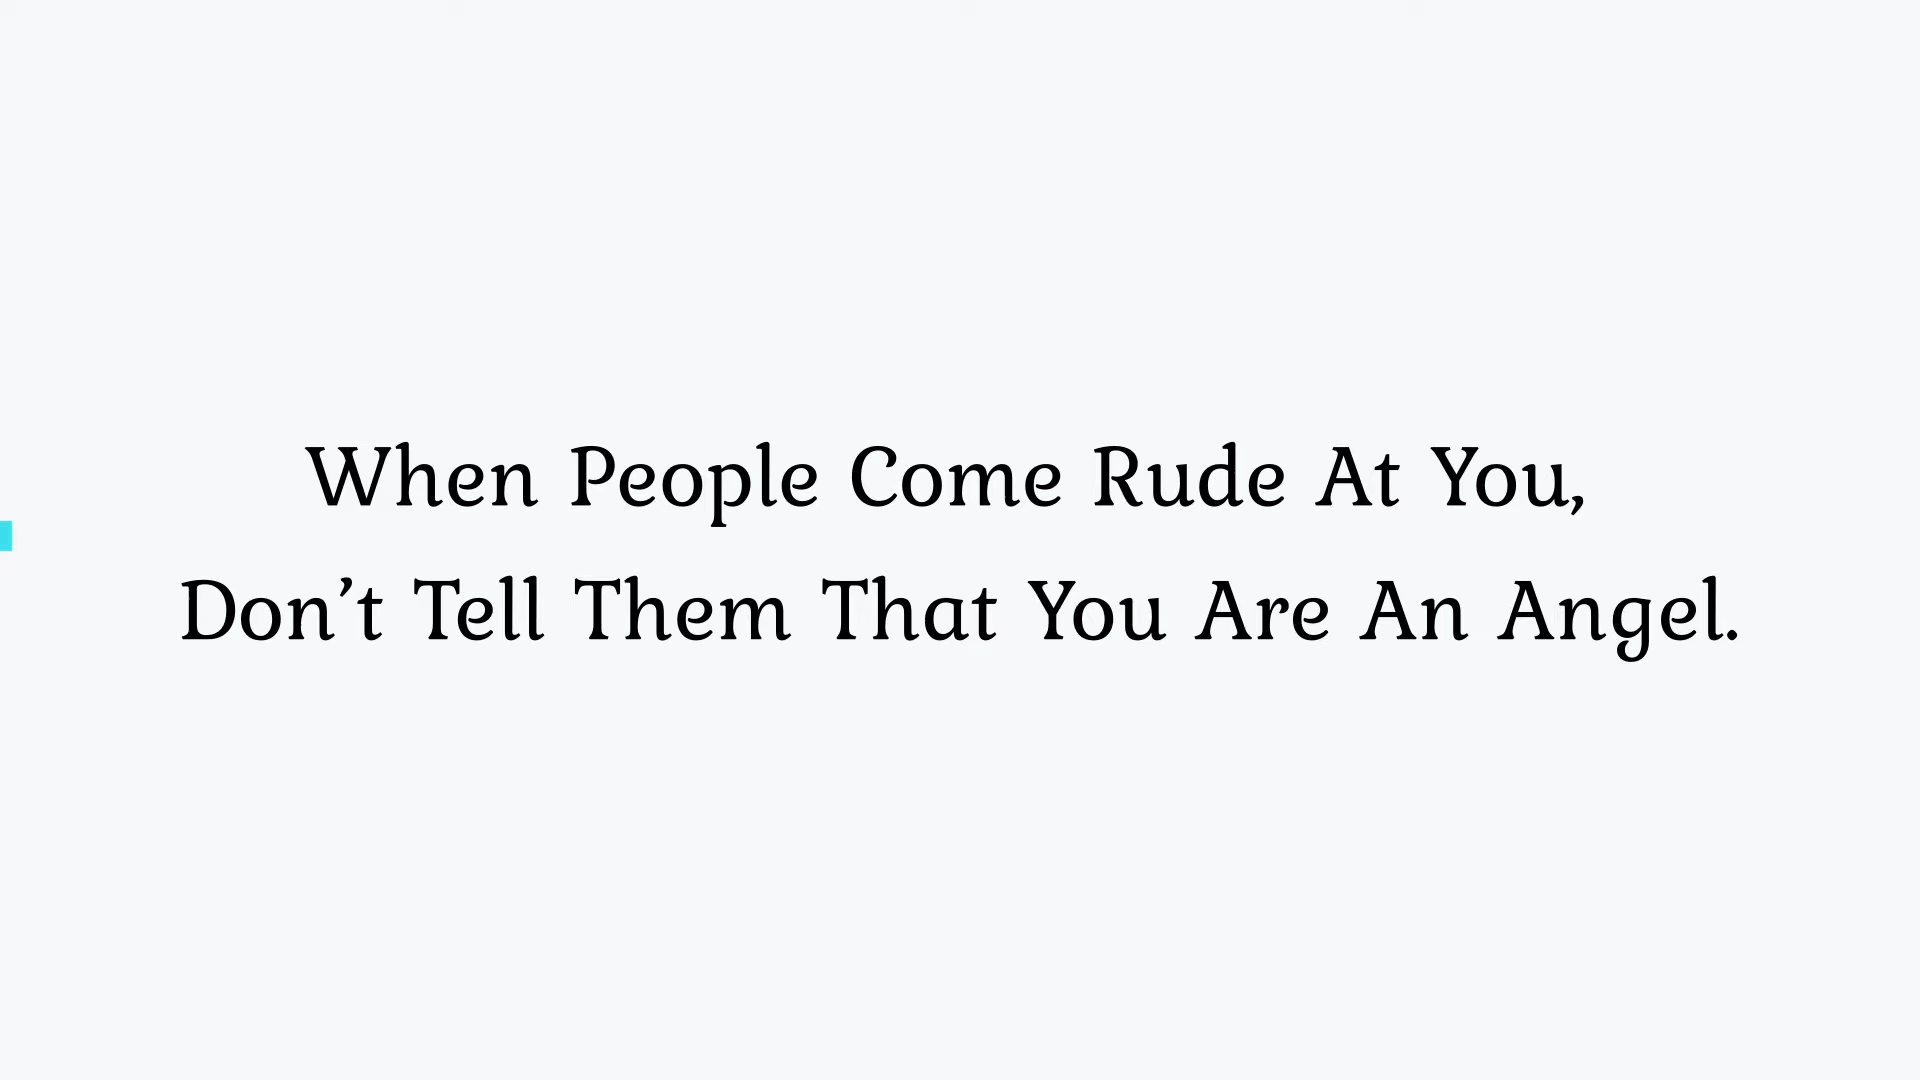 When People Come Rude At You,
Don’t Tell Them That You Are An Angel.